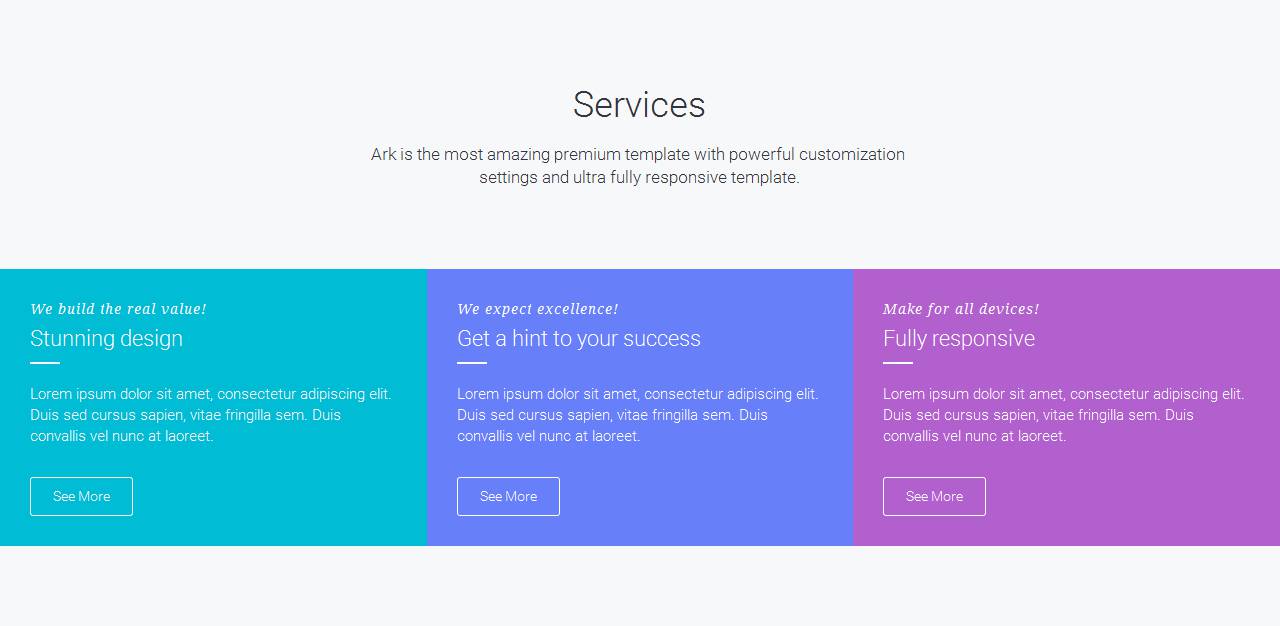 Services
Ark is the most amazing premium template with powerful customization
settings and ultra fully responsive template.
We build the real value!
Stunning design
Lorem ipsum dolor sit amet, consectetur adipiscing elit.
Duis sed cursus sapien, vitae fringilla sem. Duis
convallis vel nunc at laoreet.
See More
We expect excellence!
Get a hint to your success
Lorem ipsum dolor sit amet, consectetur adipiscing elit.
Duis sed cursus sapien, vitae fringilla sem. Duis
convallis vel nunc at laoreet.
See More
Make for all devices!
Fully responsive
Lorem ipsum dolor sit amet, consectetur adipiscing elit.
Duis sed cursus sapien, vitae fringilla sem. Duis
convallis vel nunc at laoreet.
See More